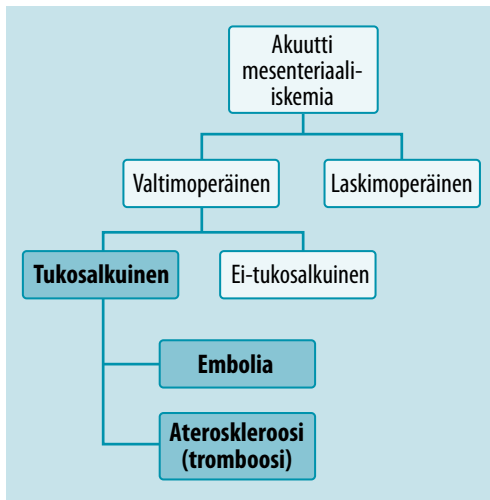 Akuutti
mesenteriaali-
iskemia
Valtimoperäinen
Laskimoperäinen
Tukosalkuinen
Ei-tukosalkuinen
Embolia
Ateroskleroosi
(tromboosi)